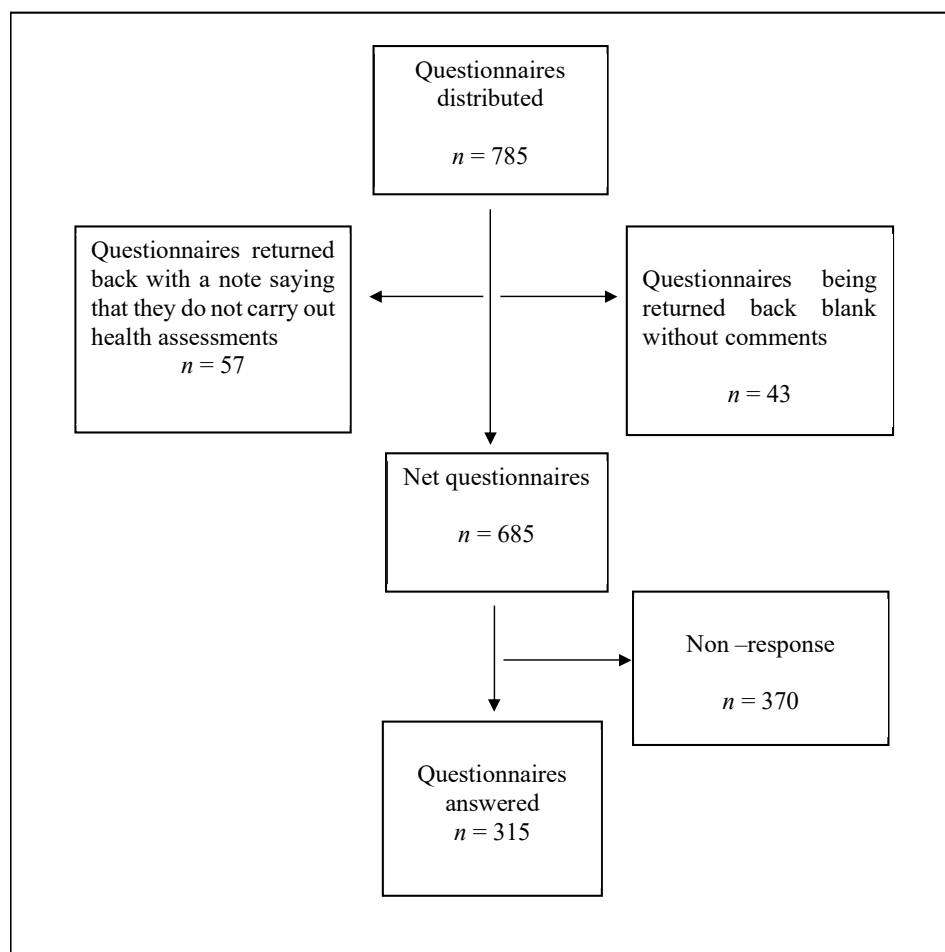 Questionnaires
distributed
n = 785
Questionnaires returned
back with a note saying
that they do not carry out
health assessments
n = 57
Questionnaires being
returned back blank
without comments
n = 43
Net questionnaires
n = 685
Non –response
n = 370
Questionnaires
answered
n = 315